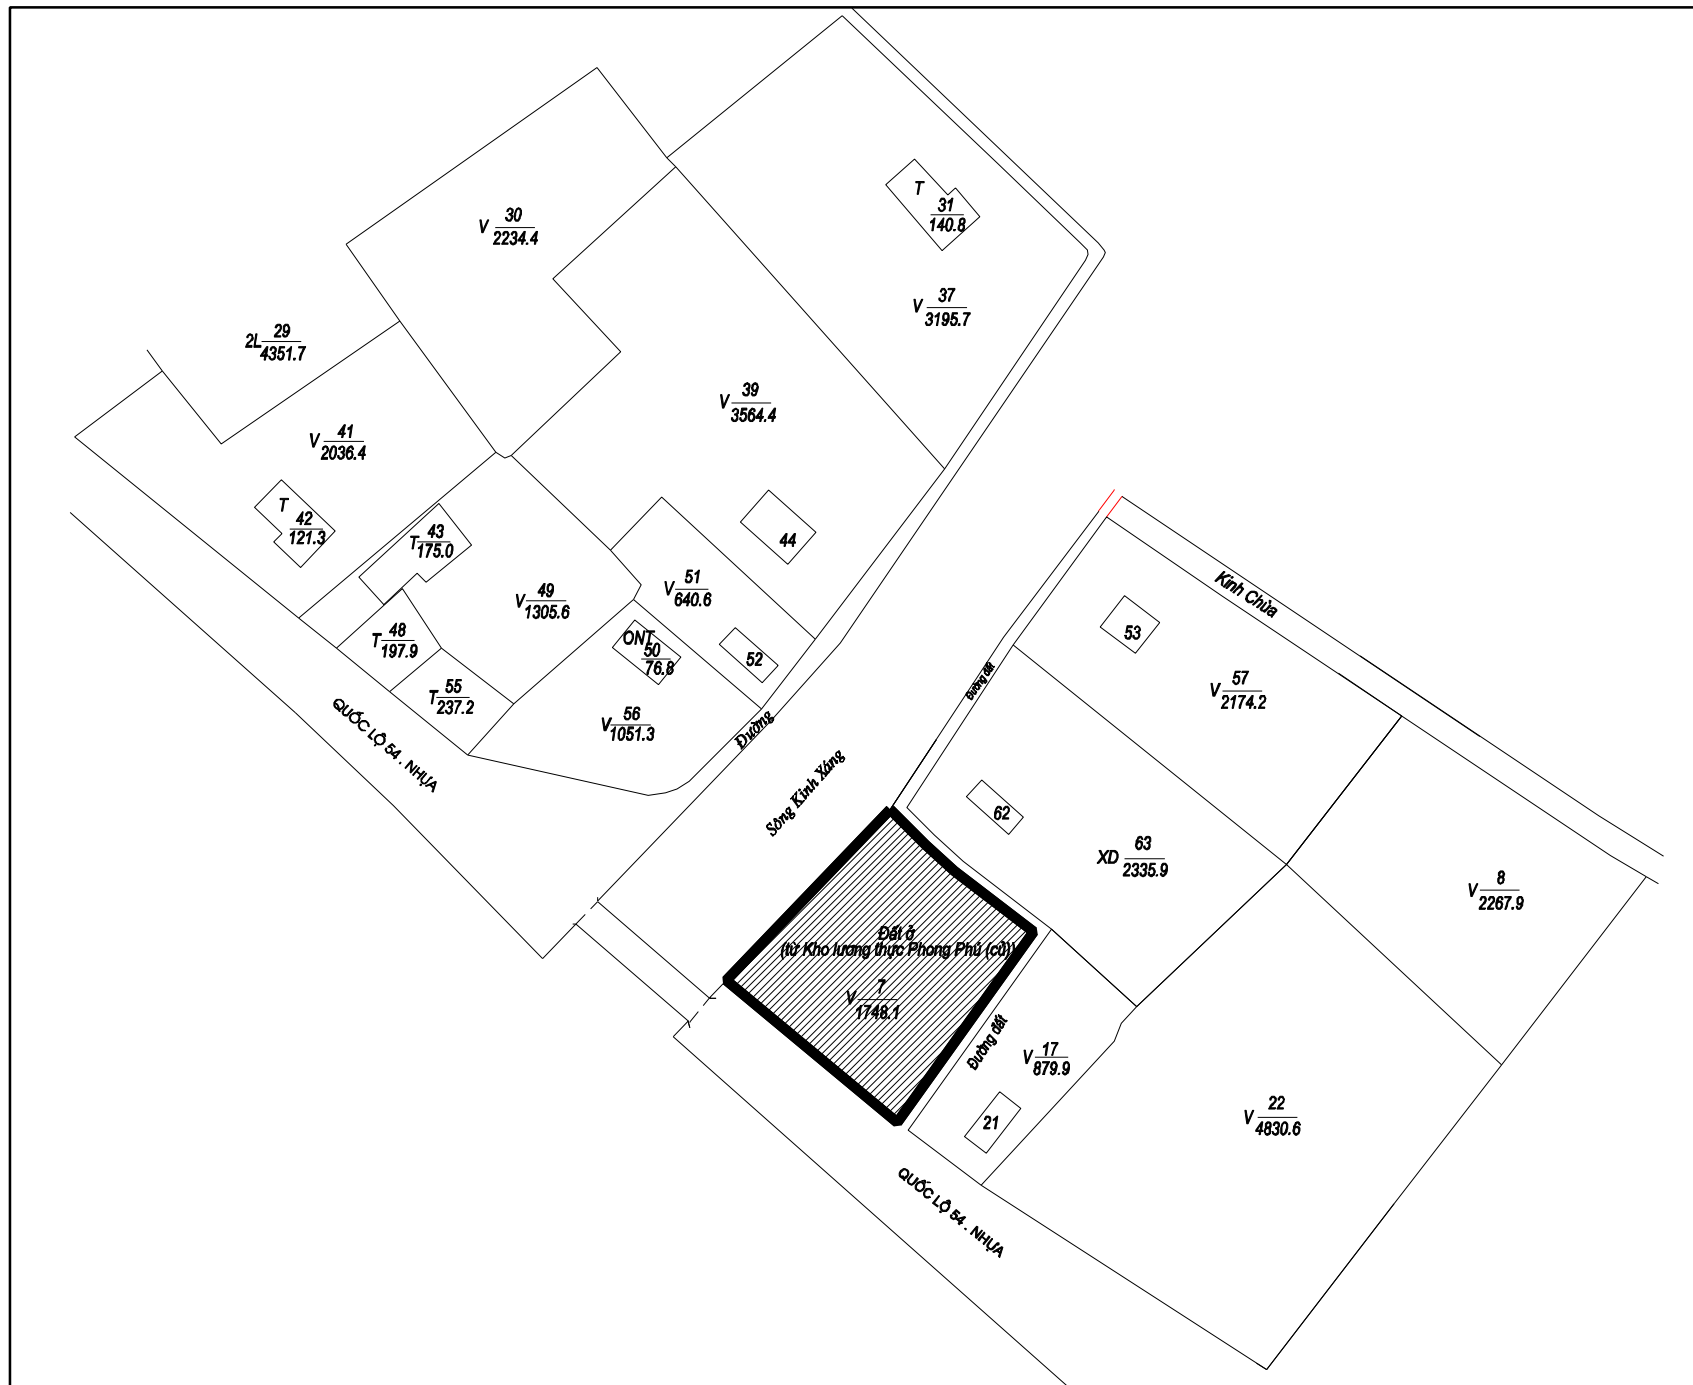 T
31
140.8
V 30
2234.4
V 37
3195.7
2L 29
4351.7
V 39
3564.4
V 41
2036.4
T
42
121.3
T 43
175.0
44
V 51
640.6
V 49
1305.6
T 48
197.9
ONT
50
76.8
52
T 55
237.2
V 56
1051.3
Đường
QUỐC LỘ 54 . NHỰA
Sông Kinh Xáng
Kinh Chùa
53
Đường đất
V 57
2174.2
62
XD 63
2335.9
V 8
2267.9
Đất ở
(từ Kho lương thực Phong Phú (cũ))
V 7
1748.1
Đường đất
V 17
879.9
21
V 22
4830.6
QUỐC LỘ 54 . NHỰA